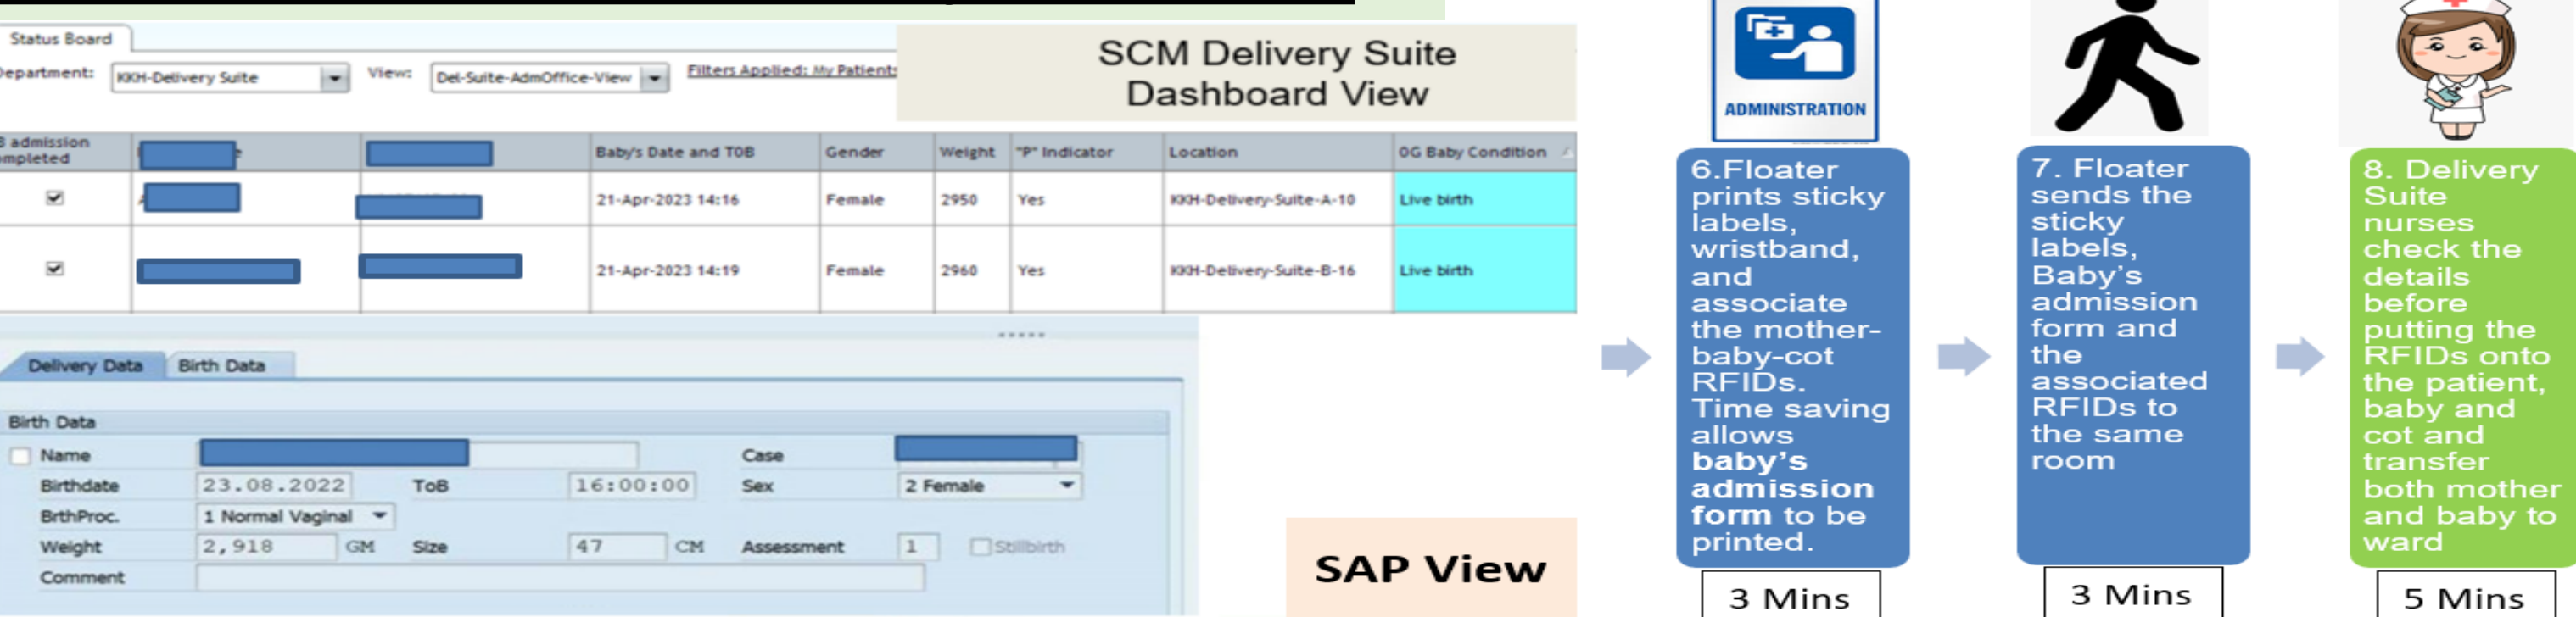 Status Board
Department:
KKH-Delivery Suite
View:
Del-Suite-AdmOffice-View
Filters Applied: My Patients
SCM Delivery Suite
Dashboard View
admission
Baby's Date and TOB
Gender
Weight
"P" Indicator
Location
OG Baby Condition
21-Apr-2023 14:16
Female
2950
Yes
KKH-Delivery-Suite-A-10
Live birth
21-Apr-2023 14:19
Female
2960
Yes
KKH-Delivery-Suite-B-16
Live birth
Delivery Data
Birth Data
Birth Data
Name
Case
Birthdate
23.08.2022
ToB
16:00:00
Sex
2 Female
BrthProc.
1 Normal Vaginal
Weight
2,918
GM
Size
47
CM
Assessment
1
Stillbirth
Comment
SAP View
ADMINISTRATION
6.Floater
prints sticky
labels,
wristband,
and
associate
the mother-
baby-cot
RFIDs.
Time saving
allows
baby's
admission
form to be
printed.
3 Mins
7. Floater
sends the
sticky
labels,
Baby's
admission
form and
the
associated
RFIDs to
the same
room
3 Mins
8. Delivery
Suite
nurses
check the
details
before
putting the
RFIDs onto
the patient,
baby and
cot and
transfer
both mother
and baby to
ward
5 Mins